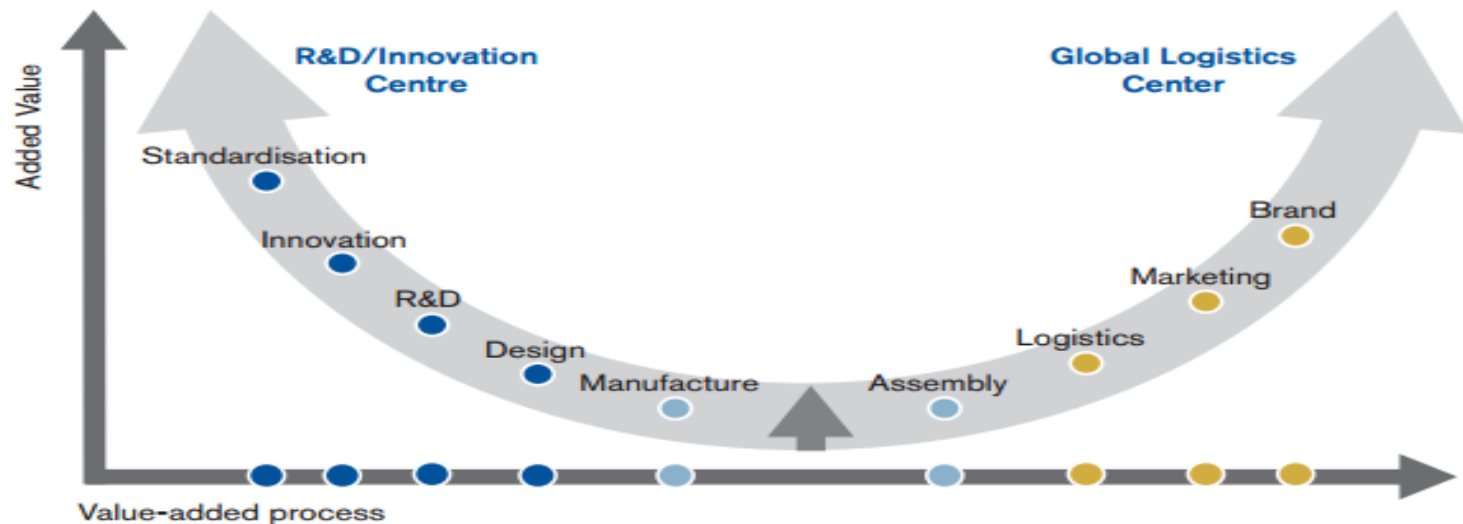 R&D/Innovation
Centre
Global Logistics
Center
Added Value
Standardisation
Brand
Innovation
Marketing
R&D
Logistics
Design
Manufacture
Assembly
Value-added process